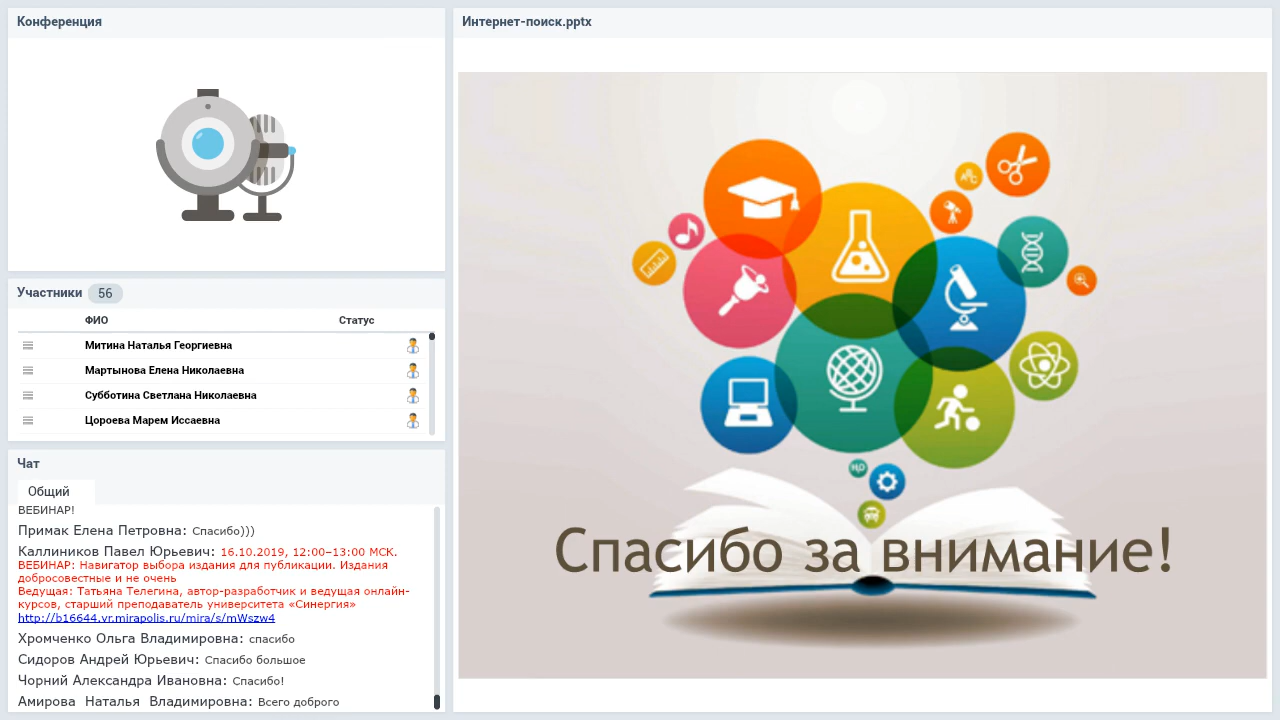 Конференция
Участники 56
ФИО Статус
Митина Наталья Георгиевна
Мартынова Елена Николаевна
Субботина Светлана Николаевна
Цороева Марем Иссаевна
Чат
Общий
ВЕБИНАР!
Примак Елена Петровна: Спасибо)))
Каллиников Павел Юрьевич: 16.10.2019, 12:00–13:00 МСК.
ВЕБИНАР: Навигатор выбора издания для публикации. Издания
добросовестные и не очень
Ведущая: Татьяна Телегина, автор-разработчик и ведущая онлайн-
курсов, старший преподаватель университета «Синергия»
http://b16644.vr.mirapolis.ru/mira/s/mWszw4
Хромченко Ольга Владимировна: спасибо
Сидоров Андрей Юрьевич: Спасибо большое
Чорний Александра Ивановна: Спасибо!
Амирова Наталья Владимировна: Всего доброго
Интернет-поиск.pptx
ABC
H₂O
Спасибо за внимание!